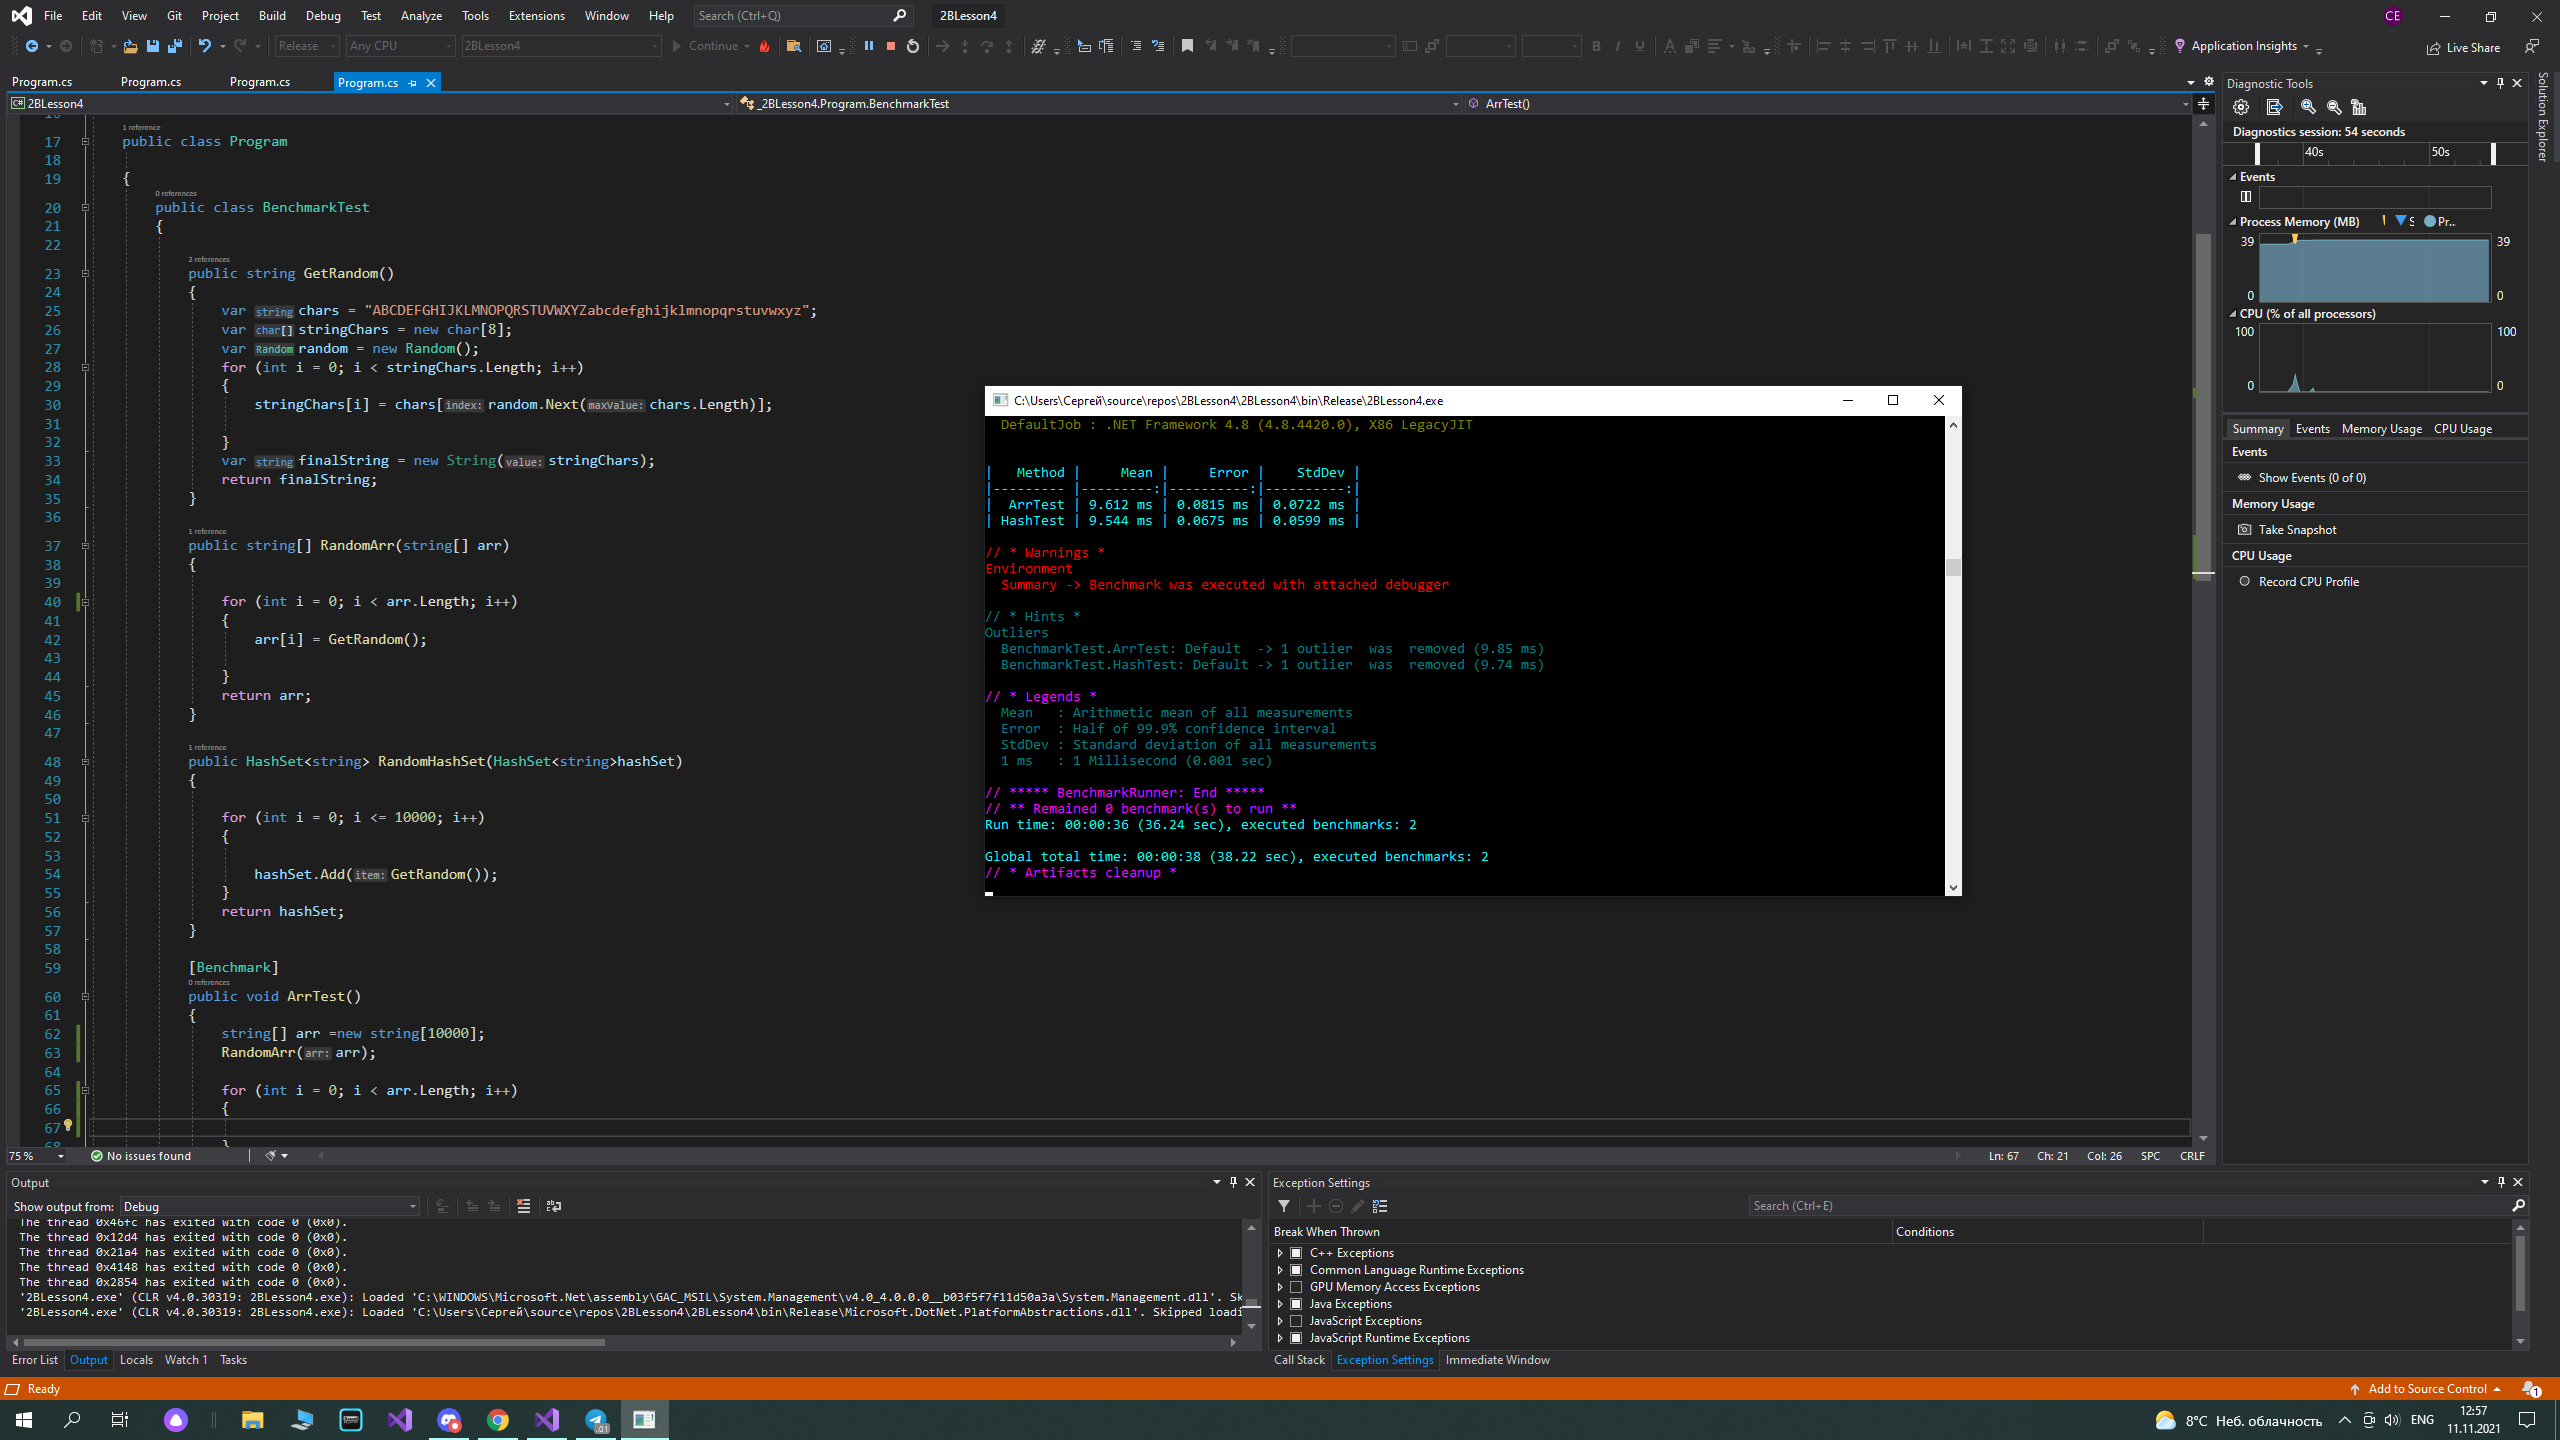 File Edit View Git Project Build Debug Test Analyze Tools Extensions Window Help Search (Ctrl+Q) 2BLesson4 CE
Release Any CPU 2BLesson4 Continue Application Insights Live Share
Program.cs Program.cs Program.cs Program.cs
2BLesson4 _2BLesson4.Program.BenchmarkTest ArrTest()
16
1 reference
17 public class Program
18
19 {
0 references
20 public class BenchmarkTest
21 {
22
2 references
23 public string GetRandom()
24 {
25 var string chars = "ABCDEFGHIJKLMNOPQRSTUVWXYZabcdefghijklmnopqrstuvwxyz";
26 var char[] stringChars = new char[8];
27 var Random random = new Random();
28 for (int i = 0; i < stringChars.Length; i++)
29 {
30 stringChars[i] = chars[index: random.Next(maxValue: chars.Length)];
31
32 }
33 var string finalString = new String(value: stringChars);
34 return finalString;
35 }
36
1 reference
37 public string[] RandomArr(string[] arr)
38 {
39
40 for (int i = 0; i < arr.Length; i++)
41 {
42 arr[i] = GetRandom();
43
44 }
45 return arr;
46 }
47
1 reference
48 public HashSet<string> RandomHashSet(HashSet<string>hashSet)
49 {
50
51 for (int i = 0; i <= 10000; i++)
52 {
53
54 hashSet.Add(item: GetRandom());
55 }
56 return hashSet;
57 }
58
59 [Benchmark]
0 references
60 public void ArrTest()
61 {
62 string[] arr =new string[10000];
63 RandomArr(arr: arr);
64
65 for (int i = 0; i < arr.Length; i++)
66 {
67
68 }
75 % No issues found Ln: 67 Ch: 21 Col: 26 SPC CRLF
C:\Users\Сергей\source\repos\2BLesson4\2BLesson4\bin\Release\2BLesson4.exe
DefaultJob : .NET Framework 4.8 (4.8.4420.0), X86 LegacyJIT
| Method | Mean | Error | StdDev |
|--------- |---------:|----------:|----------:|
| ArrTest | 9.612 ms | 0.0815 ms | 0.0722 ms |
| HashTest | 9.544 ms | 0.0675 ms | 0.0599 ms |
// * Warnings *
Environment
Summary -> Benchmark was executed with attached debugger
// * Hints *
Outliers
BenchmarkTest.ArrTest: Default -> 1 outlier was removed (9.85 ms)
BenchmarkTest.HashTest: Default -> 1 outlier was removed (9.74 ms)
// * Legends *
Mean : Arithmetic mean of all measurements
Error : Half of 99.9% confidence interval
StdDev : Standard deviation of all measurements
1 ms : 1 Millisecond (0.001 sec)
// ***** BenchmarkRunner: End *****
// ** Remained 0 benchmark(s) to run **
Run time: 00:00:36 (36.24 sec), executed benchmarks: 2
Global total time: 00:00:38 (38.22 sec), executed benchmarks: 2
// * Artifacts cleanup *
Diagnostic Tools
Diagnostics session: 54 seconds
40s 50s
Events
Process Memory (MB) S Pr...
39 39
0 0
CPU (% of all processors)
100 100
0 0
Summary Events Memory Usage CPU Usage
Events
Show Events (0 of 0)
Memory Usage
Take Snapshot
CPU Usage
Record CPU Profile
Solution Explorer
Output
Show output from: Debug
The thread 0x46fc has exited with code 0 (0x0).
The thread 0x12d4 has exited with code 0 (0x0).
The thread 0x21a4 has exited with code 0 (0x0).
The thread 0x4148 has exited with code 0 (0x0).
The thread 0x2854 has exited with code 0 (0x0).
'2BLesson4.exe' (CLR v4.0.30319: 2BLesson4.exe): Loaded 'C:\WINDOWS\Microsoft.Net\assembly\GAC_MSIL\System.Management\v4.0_4.0.0.0__b03f5f7f11d50a3a\System.Management.dll'. Sk
'2BLesson4.exe' (CLR v4.0.30319: 2BLesson4.exe): Loaded 'C:\Users\Сергей\source\repos\2BLesson4\2BLesson4\bin\Release\Microsoft.DotNet.PlatformAbstractions.dll'. Skipped loadi
Error List Output Locals Watch 1 Tasks
Exception Settings
Search (Ctrl+E)
Break When Thrown Conditions
C++ Exceptions
Common Language Runtime Exceptions
GPU Memory Access Exceptions
Java Exceptions
JavaScript Exceptions
JavaScript Runtime Exceptions
Call Stack Exception Settings Immediate Window
Ready Add to Source Control 1
8°C Неб. облачность ENG 12:57
11.11.2021